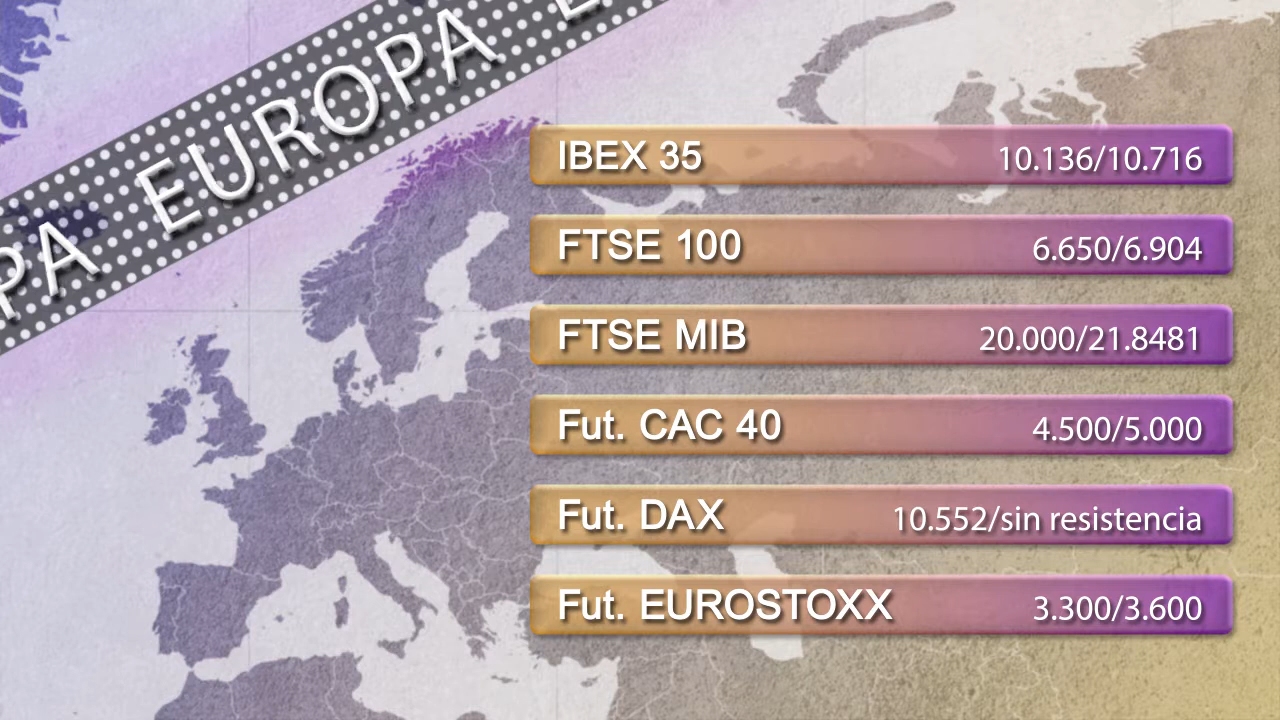 PA EUROPA E
IBEX 35 10.136/10.716
FTSE 100 6.650/6.904
FTSE MIB 20.000/21.8481
Fut. CAC 40 4.500/5.000
Fut. DAX 10.552/sin resistencia
Fut. EUROSTOXX 3.300/3.600